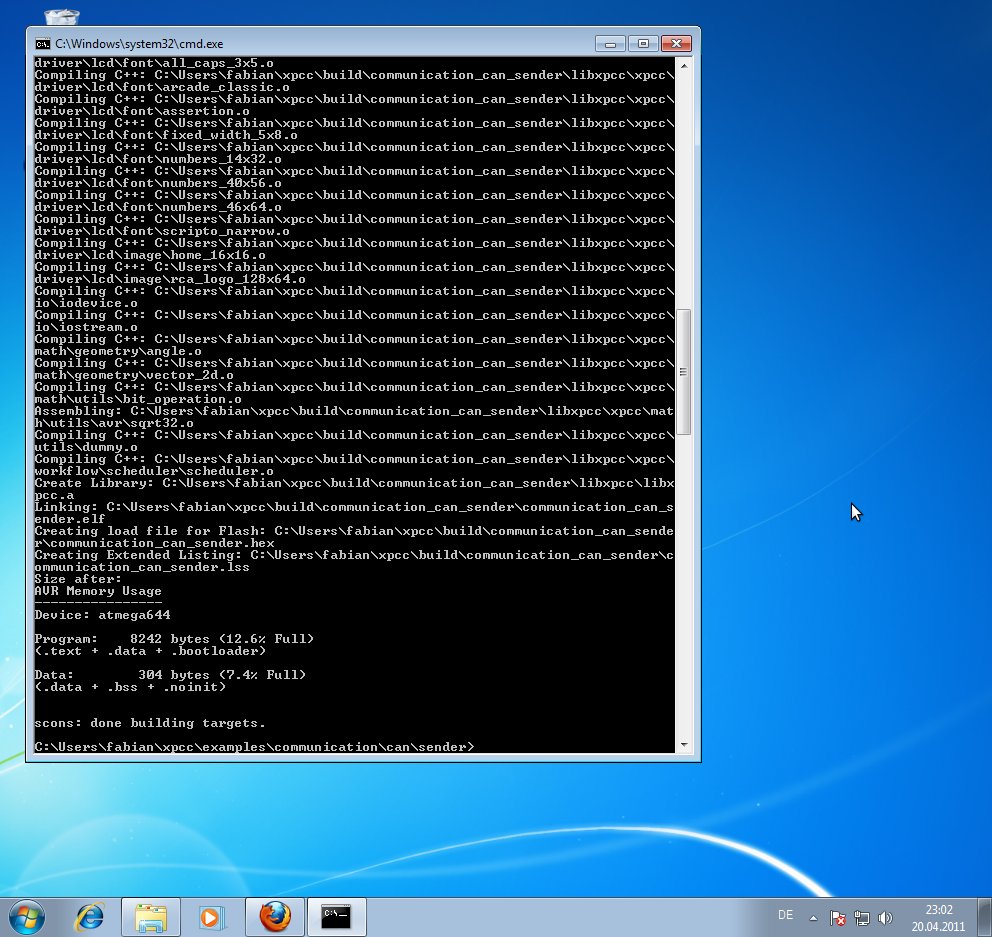 C:\Windows\system32\cmd.exe
driver\lcd\font\all_caps_3x5.o
Compiling C++: C:\Users\fabian\xpcc\build\communication_can_sender\libxpcc\xpcc\
driver\lcd\font\arcade_classic.o
Compiling C++: C:\Users\fabian\xpcc\build\communication_can_sender\libxpcc\xpcc\
driver\lcd\font\assertion.o
Compiling C++: C:\Users\fabian\xpcc\build\communication_can_sender\libxpcc\xpcc\
driver\lcd\font\fixed_width_5x8.o
Compiling C++: C:\Users\fabian\xpcc\build\communication_can_sender\libxpcc\xpcc\
driver\lcd\font\numbers_14x32.o
Compiling C++: C:\Users\fabian\xpcc\build\communication_can_sender\libxpcc\xpcc\
driver\lcd\font\numbers_40x56.o
Compiling C++: C:\Users\fabian\xpcc\build\communication_can_sender\libxpcc\xpcc\
driver\lcd\font\numbers_46x64.o
Compiling C++: C:\Users\fabian\xpcc\build\communication_can_sender\libxpcc\xpcc\
driver\lcd\font\scripto_narrow.o
Compiling C++: C:\Users\fabian\xpcc\build\communication_can_sender\libxpcc\xpcc\
driver\lcd\image\home_16x16.o
Compiling C++: C:\Users\fabian\xpcc\build\communication_can_sender\libxpcc\xpcc\
driver\lcd\image\rca_logo_128x64.o
Compiling C++: C:\Users\fabian\xpcc\build\communication_can_sender\libxpcc\xpcc\
io\iodevice.o
Compiling C++: C:\Users\fabian\xpcc\build\communication_can_sender\libxpcc\xpcc\
io\iostream.o
Compiling C++: C:\Users\fabian\xpcc\build\communication_can_sender\libxpcc\xpcc\
math\geometry\angle.o
Compiling C++: C:\Users\fabian\xpcc\build\communication_can_sender\libxpcc\xpcc\
math\geometry\vector_2d.o
Compiling C++: C:\Users\fabian\xpcc\build\communication_can_sender\libxpcc\xpcc\
math\utils\bit_operation.o
Assembling: C:\Users\fabian\xpcc\build\communication_can_sender\libxpcc\xpcc\mat
h\utils\avr\sqrt32.o
Compiling C++: C:\Users\fabian\xpcc\build\communication_can_sender\libxpcc\xpcc\
utils\dummy.o
Compiling C++: C:\Users\fabian\xpcc\build\communication_can_sender\libxpcc\xpcc\
workflow\scheduler\scheduler.o
Create Library: C:\Users\fabian\xpcc\build\communication_can_sender\libxpcc\libx
pcc.a
Linking: C:\Users\fabian\xpcc\build\communication_can_sender\communication_can_s
ender.elf
Creating load file for Flash: C:\Users\fabian\xpcc\build\communication_can_sende
r\communication_can_sender.hex
Creating Extended Listing: C:\Users\fabian\xpcc\build\communication_can_sender\c
ommunication_can_sender.lss
Size after:
AVR Memory Usage
----------------
Device: atmega644
Program:    8242 bytes (12.6% Full)
(.text + .data + .bootloader)
Data:        304 bytes (7.4% Full)
(.data + .bss + .noinit)
scons: done building targets.
C:\Users\fabian\xpcc\examples\communication\can\sender>
DE
23:02
20.04.2011